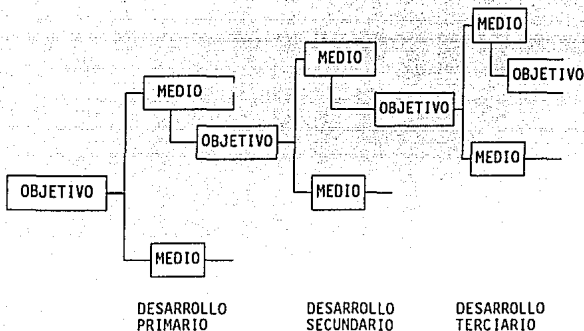 MEDIO
MEDIO
OBJETIVO
MEDIO
OBJETIVO
OBJETIVO
MEDIO
OBJETIVO
MEDIO
MEDIO
DESARROLLO
PRIMARIO
DESARROLLO
SECUNDARIO
DESARROLLO
TERCIARIO